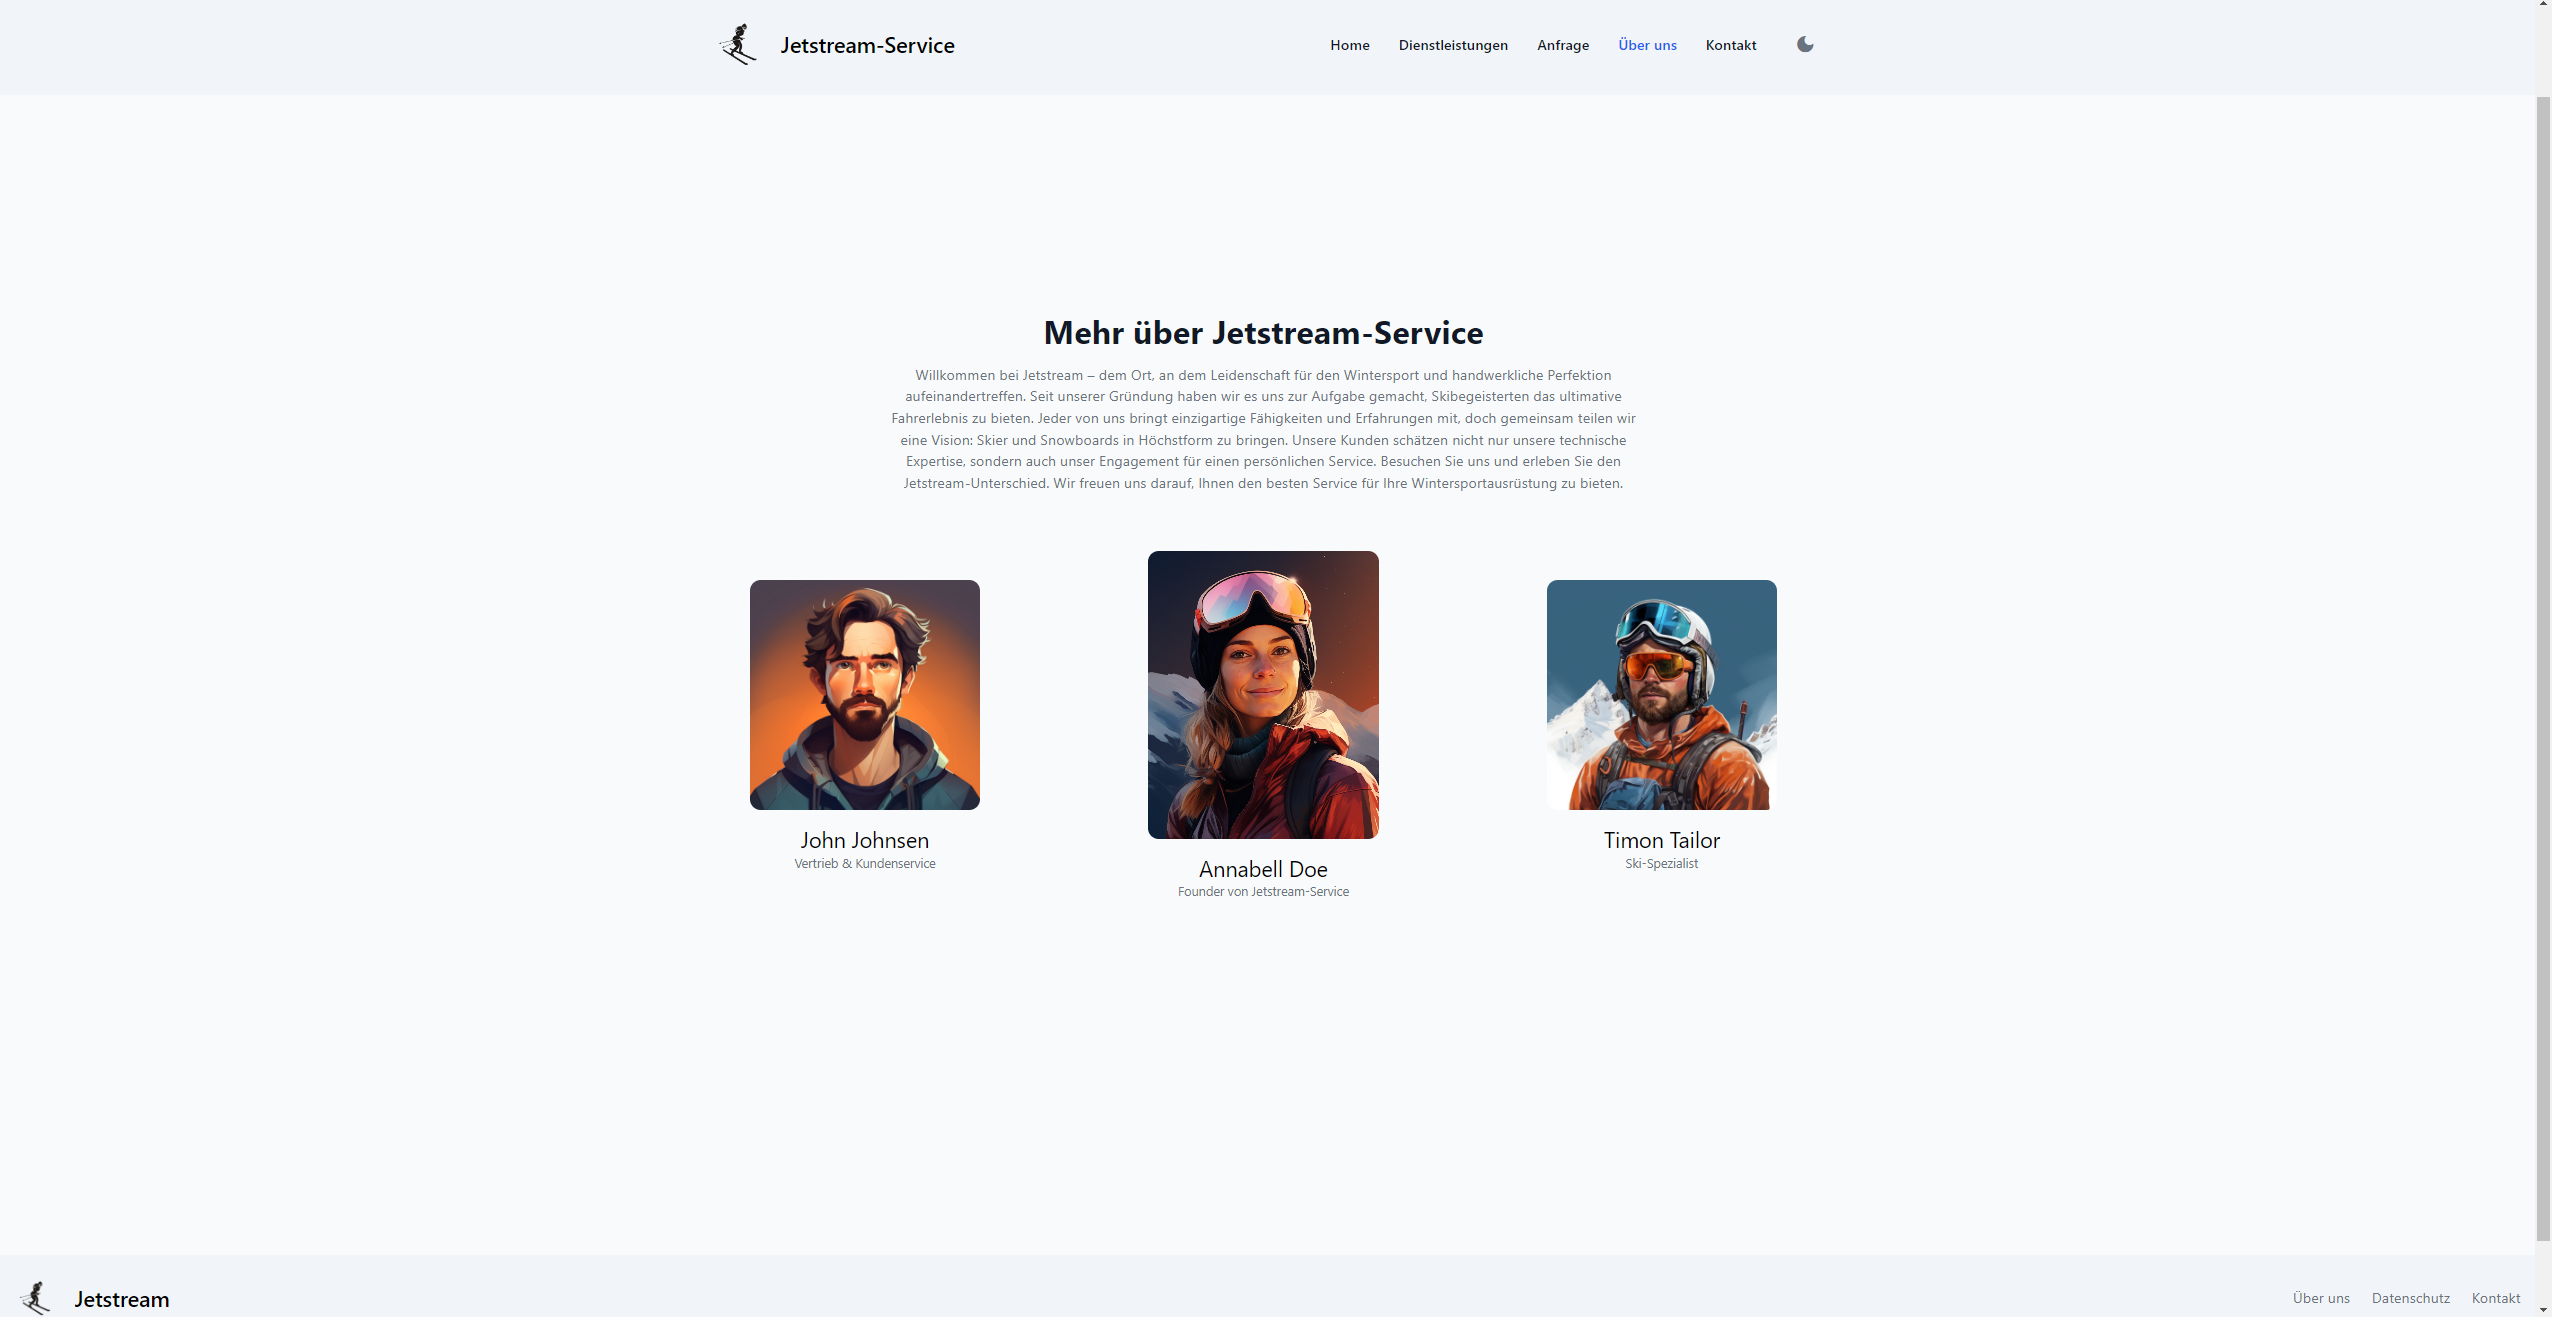 Jetstream-Service
Home Dienstleistungen Anfrage Über uns Kontakt
Mehr über Jetstream-Service
Willkommen bei Jetstream – dem Ort, an dem Leidenschaft für den Wintersport und handwerkliche Perfektion
aufeinandertreffen. Seit unserer Gründung haben wir es uns zur Aufgabe gemacht, Skibegeisterten das ultimative
Fahrerlebnis zu bieten. Jeder von uns bringt einzigartige Fähigkeiten und Erfahrungen mit, doch gemeinsam teilen wir
eine Vision: Skier und Snowboards in Höchstform zu bringen. Unsere Kunden schätzen nicht nur unsere technische
Expertise, sondern auch unser Engagement für einen persönlichen Service. Besuchen Sie uns und erleben Sie den
Jetstream-Unterschied. Wir freuen uns darauf, Ihnen den besten Service für Ihre Wintersportausrüstung zu bieten.
John Johnsen
Vertrieb & Kundenservice
Annabell Doe
Founder von Jetstream-Service
Timon Tailor
Ski-Spezialist
Jetstream
Über uns Datenschutz Kontakt